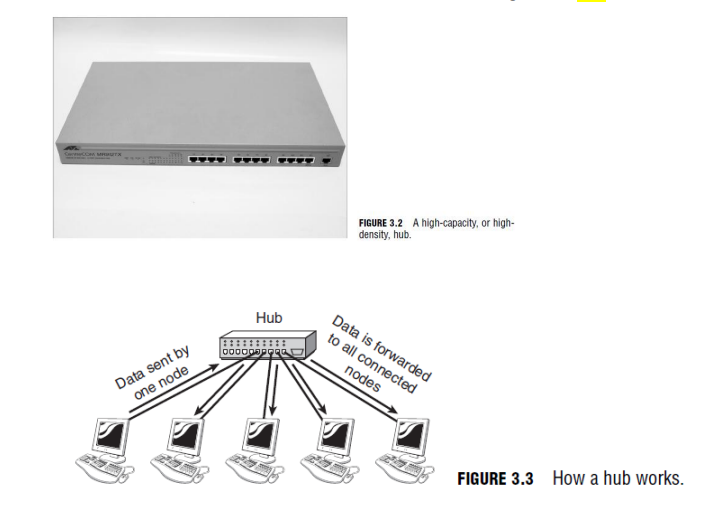 FIGURE 3.2 A high-capacity, or high-
density, hub.
Hub
Data sent by
one node
Data is forwarded
to all connected
nodes
FIGURE 3.3 How a hub works.